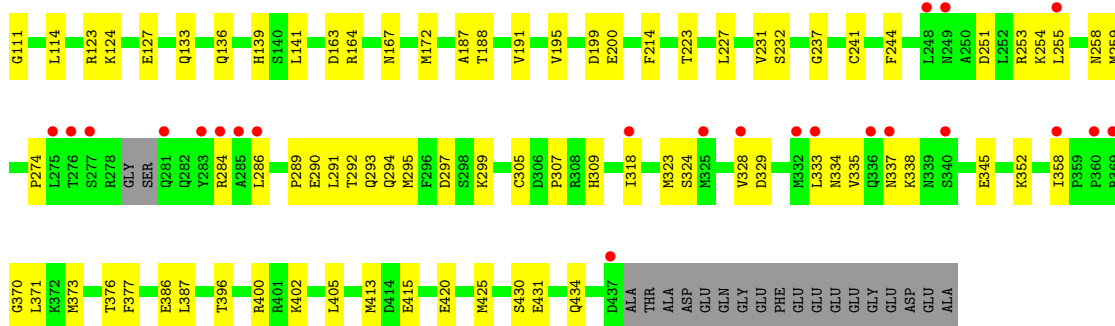 G111 L114 R123 K124 E127 Q133 Q136 H139 S140 L141 D163 R164 N167 M172 A187 T188 V191 V195 D199 E200 F214 T223 L227 V231 S232 G237 C241 F244 L248 N249 A250 D251 L252 R253 K254 L255 N258 M259
P274 L275 T276 S277 R278 GLY SER Q281 Q282 Y283 R284 A285 L286 P289 E290 L291 T292 Q293 Q294 M295 F296 D297 S298 K299 C305 D306 P307 R308 H309 I318 M323 S324 M325 V328 D329 M332 L333 N334 V335 Q336 N337 K338 N339 S340 E345 K352 I358 P359 P360
G370 L371 K372 M373 T376 F377 E386 L387 T396 R400 R401 K402 L405 M413 D414 E415 E420 M425 S430 E431 Q434 D437 ALA THR ALA ASP GLU GLN GLY GLU PHE GLU GLU GLU GLU GLY GLU ASP GLU ALA